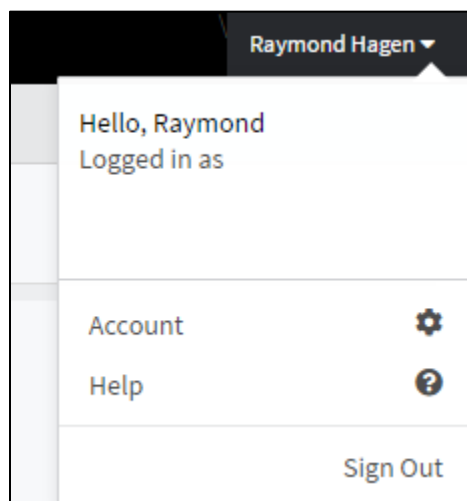 Raymond Hagen
Hello, Raymond
Logged in as
Account
Help
Sign Out